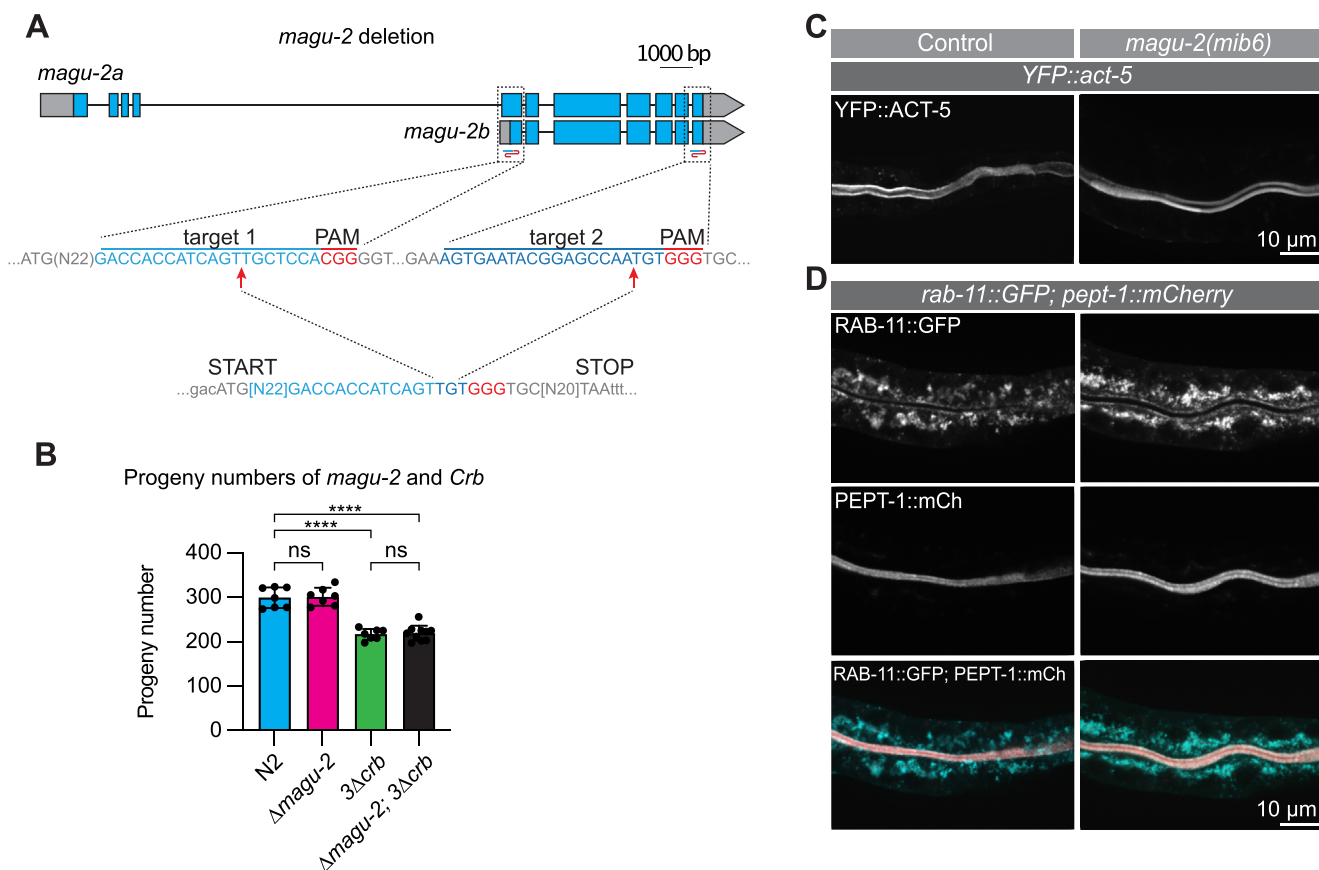 A
magu-2 deletion
1000 bp
magu-2a
magu-2b
target 1 PAM target 2 PAM
...ATG(N22)GACCACCATCAGTTGCTCCACGGGGT...GAAAGTGAATACGGAGCCAATGTGGGTGC...
START STOP
...gacATG[N22]GACCACCATCAGTTGTGGGTGC[N20]TAAttt...
B
Progeny numbers of magu-2 and Crb
****
****
ns ns
Progeny number
400
300
200
100
0
N2
Δmagu-2
3Δcrb
Δmagu-2; 3Δcrb
C
Control magu-2(mib6)
YFP::act-5
YFP::ACT-5
10 µm
D
rab-11::GFP; pept-1::mCherry
RAB-11::GFP
PEPT-1::mCh
RAB-11::GFP; PEPT-1::mCh
10 µm